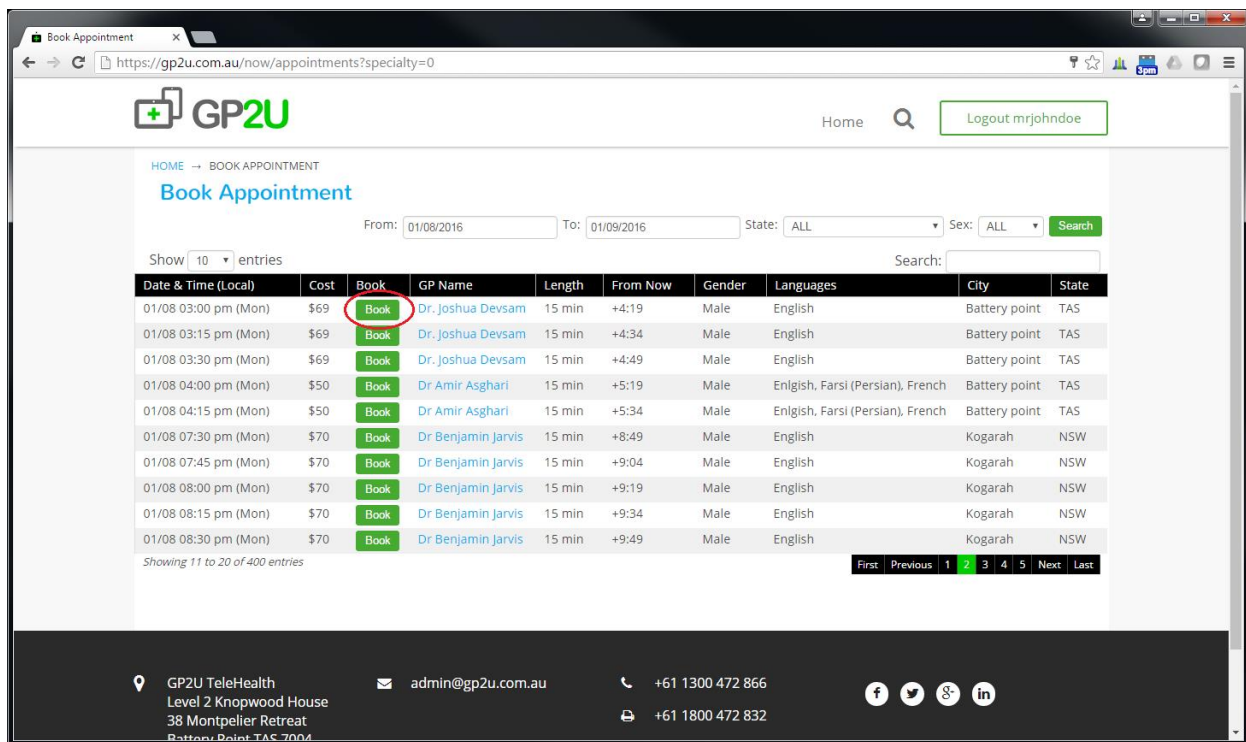 Book Appointment
https://gp2u.com.au/now/appointments?specialty=0
3pm
GP2U
Home
Logout mrjohndoe
HOME → BOOK APPOINTMENT
Book Appointment
From: 01/08/2016 To: 01/09/2016 State: ALL Sex: ALL Search
Show 10 entries Search:
Date & Time (Local) Cost Book GP Name Length From Now Gender Languages City State
01/08 03:00 pm (Mon) $69 Book Dr. Joshua Devsam 15 min +4:19 Male English Battery point TAS
01/08 03:15 pm (Mon) $69 Book Dr. Joshua Devsam 15 min +4:34 Male English Battery point TAS
01/08 03:30 pm (Mon) $69 Book Dr. Joshua Devsam 15 min +4:49 Male English Battery point TAS
01/08 04:00 pm (Mon) $50 Book Dr Amir Asghari 15 min +5:19 Male Enlgish, Farsi (Persian), French Battery point TAS
01/08 04:15 pm (Mon) $50 Book Dr Amir Asghari 15 min +5:34 Male Enlgish, Farsi (Persian), French Battery point TAS
01/08 07:30 pm (Mon) $70 Book Dr Benjamin Jarvis 15 min +8:49 Male English Kogarah NSW
01/08 07:45 pm (Mon) $70 Book Dr Benjamin Jarvis 15 min +9:04 Male English Kogarah NSW
01/08 08:00 pm (Mon) $70 Book Dr Benjamin Jarvis 15 min +9:19 Male English Kogarah NSW
01/08 08:15 pm (Mon) $70 Book Dr Benjamin Jarvis 15 min +9:34 Male English Kogarah NSW
01/08 08:30 pm (Mon) $70 Book Dr Benjamin Jarvis 15 min +9:49 Male English Kogarah NSW
Showing 11 to 20 of 400 entries First Previous 1 2 3 4 5 Next Last
GP2U TeleHealth admin@gp2u.com.au +61 1300 472 866
Level 2 Knopwood House
38 Montpelier Retreat +61 1800 472 832
Battery Point TAS 7004